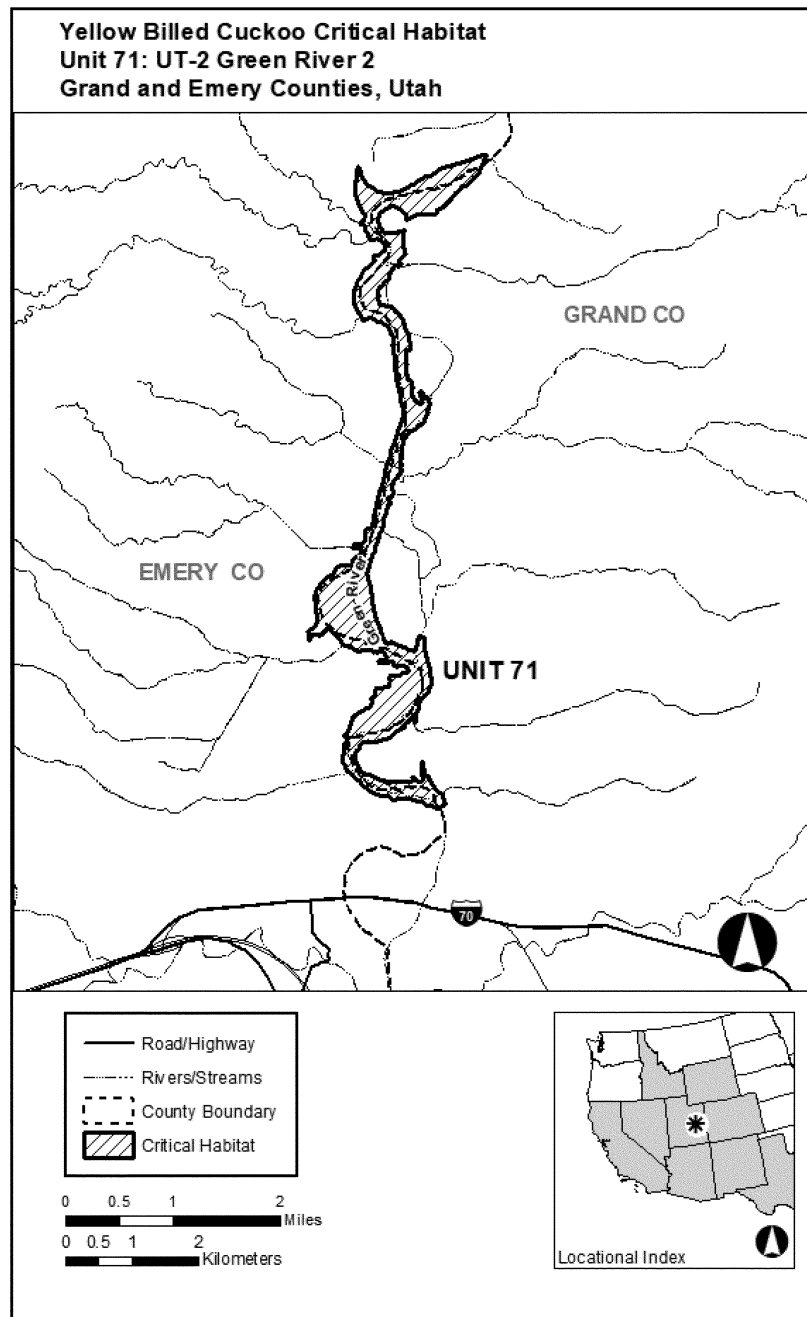 Yellow Billed Cuckoo Critical Habitat
Unit 71: UT-2 Green River 2
Grand and Emery Counties, Utah
GRAND CO
EMERY CO
Green River
UNIT 71
70
Road/Highway
Rivers/Streams
County Boundary
Critical Habitat
0 0.5 1 2
Miles
0 0.5 1 2
Kilometers
Locational Index